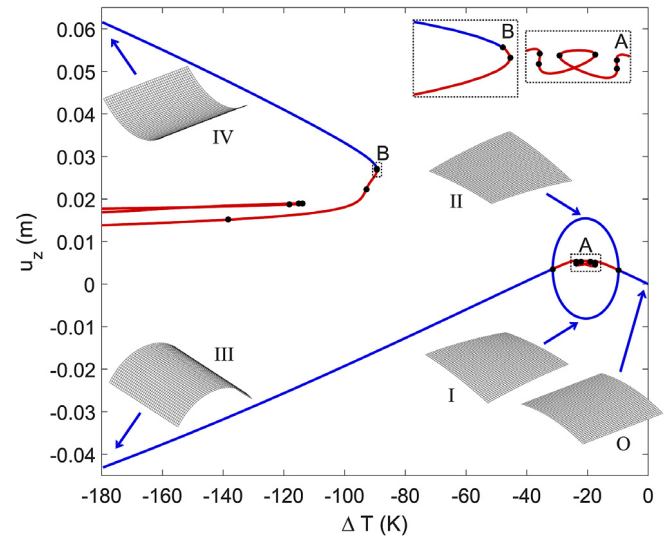 0.06
0.05
0.04
0.03
0.02
0.01
0
-0.01
-0.02
-0.03
-0.04
u_z (m)
B
A
IV
B
II
A
III
I
O
-180 -160 -140 -120 -100 -80 -60 -40 -20 0
Δ T (K)